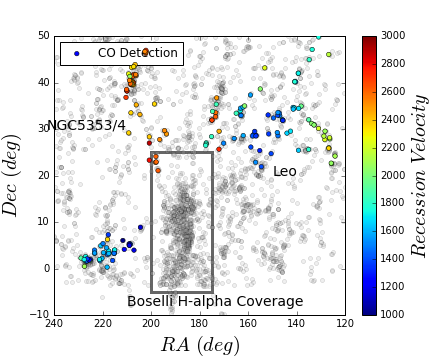 50
40
30
20
10
0
−10
Dec (deg)
CO Detection
NGC5353/4
Leo
Boselli H-alpha Coverage
240 220 200 180 160 140 120
RA (deg)
3000
2800
2600
2400
2200
2000
1800
1600
1400
1200
1000
Recession Velocity